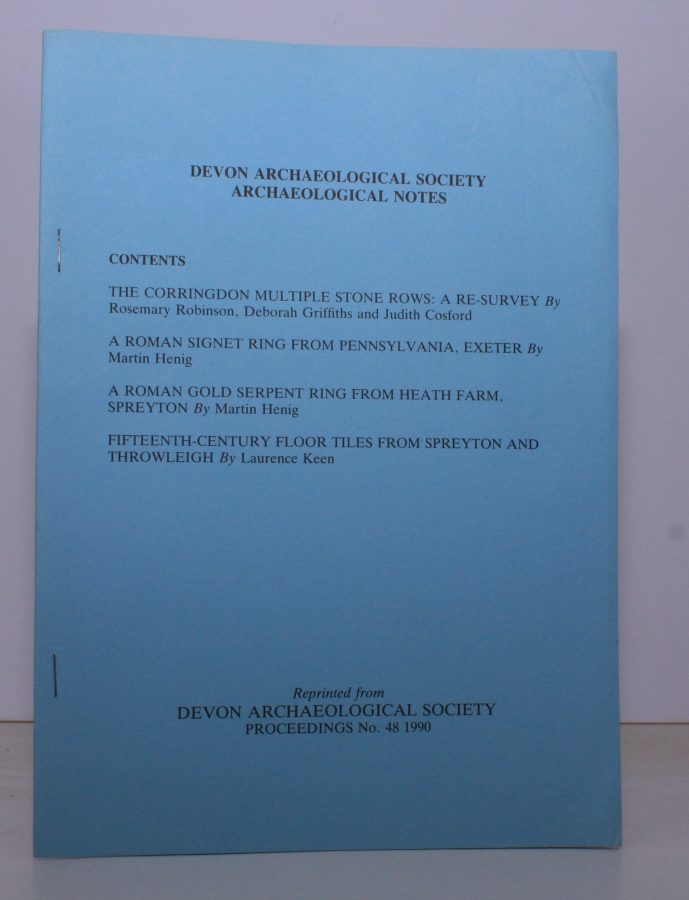 DEVON ARCHAEOLOGICAL SOCIETY
ARCHAEOLOGICAL NOTES
CONTENTS
THE CORRINGDON MULTIPLE STONE ROWS: A RE-SURVEY By
Rosemary Robinson, Deborah Griffiths and Judith Cosford
A ROMAN SIGNET RING FROM PENNSYLVANIA, EXETER By
Martin Henig
A ROMAN GOLD SERPENT RING FROM HEATH FARM,
SPREYTON By Martin Henig
FIFTEENTH-CENTURY FLOOR TILES FROM SPREYTON AND
THROWLEIGH By Laurence Keen
Reprinted from
DEVON ARCHAEOLOGICAL SOCIETY
PROCEEDINGS No. 48 1990